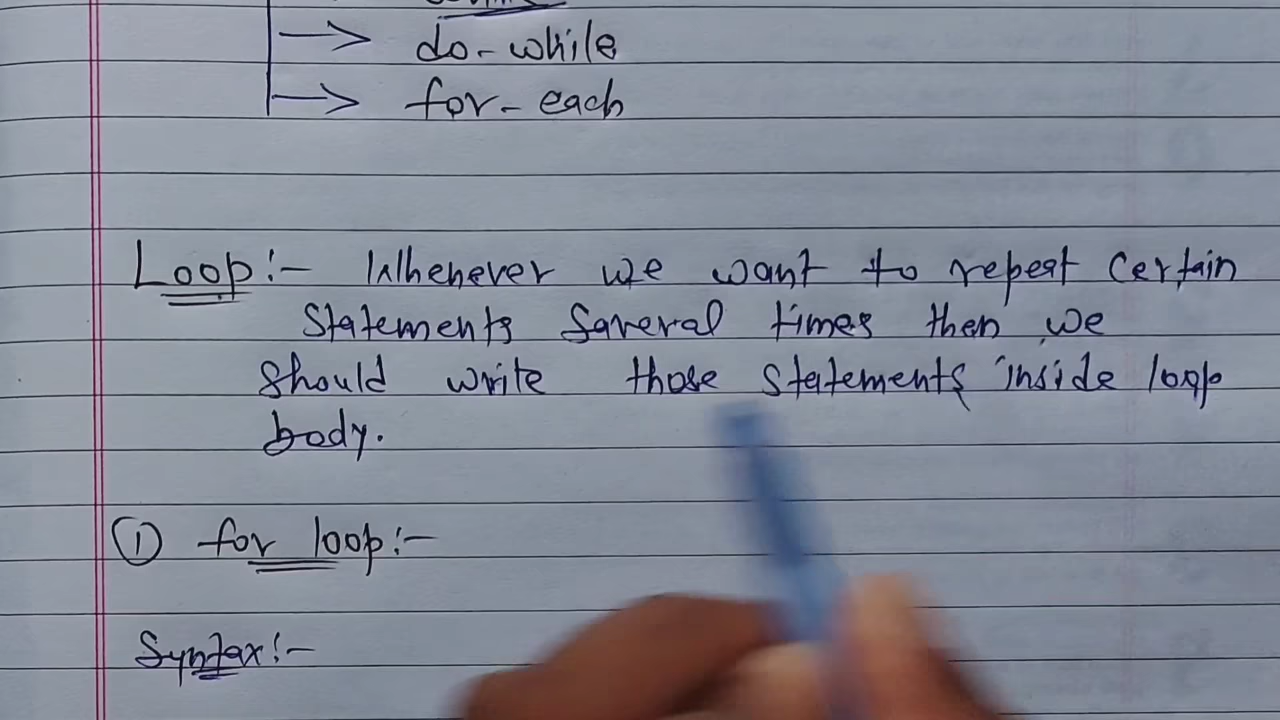 do-while
for-each
Loop:- Whenever we want to repeat certain
statements several times then we
should write those statements inside loop
body.
① for loop:-
Syntax:-